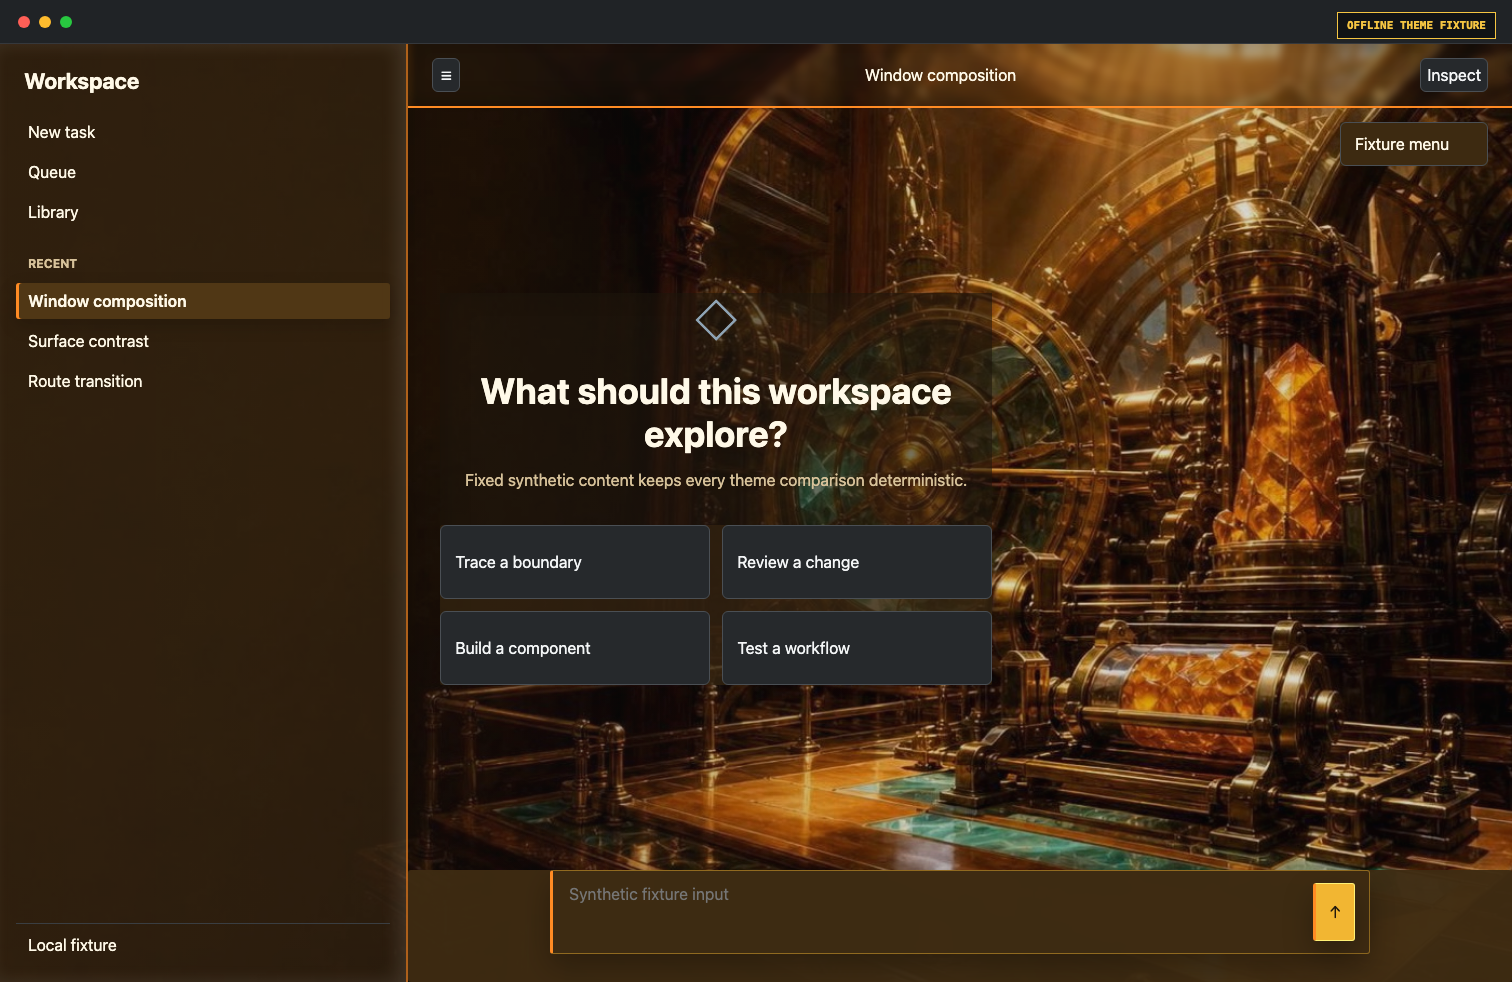 OFFLINE THEME FIXTURE
Workspace
New task
Queue
Library
RECENT
Window composition
Surface contrast
Route transition
Local fixture
Window composition
Inspect
Fixture menu
What should this workspace
explore?
Fixed synthetic content keeps every theme comparison deterministic.
Trace a boundary
Review a change
Build a component
Test a workflow
Synthetic fixture input